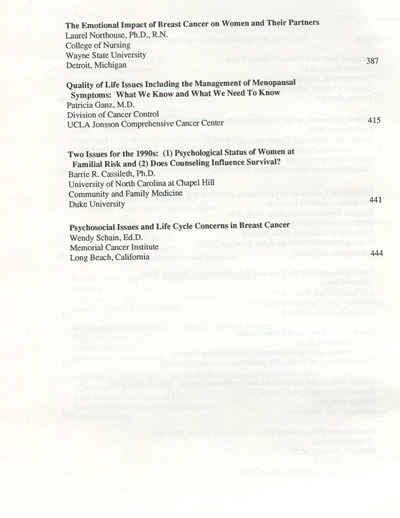 The Emotional Impact of Breast Cancer on Women and Their Partners
Laurel Northouse, Ph.D., R.N.
College of Nursing
Wayne State University
Detroit, Michigan 387
Quality of Life Issues Including the Management of Menopausal
Symptoms: What We Know and What We Need To Know
Patricia Ganz, M.D.
Division of Cancer Control
UCLA Jonsson Comprehensive Cancer Center 415
Two Issues for the 1990s: (1) Psychological Status of Women at
Familial Risk and (2) Does Counseling Influence Survival?
Barrie R. Cassileth, Ph.D.
University of North Carolina at Chapel Hill
Community and Family Medicine
Duke University 441
Psychosocial Issues and Life Cycle Concerns in Breast Cancer
Wendy Schain, Ed.D.
Memorial Cancer Institute
Long Beach, California 444